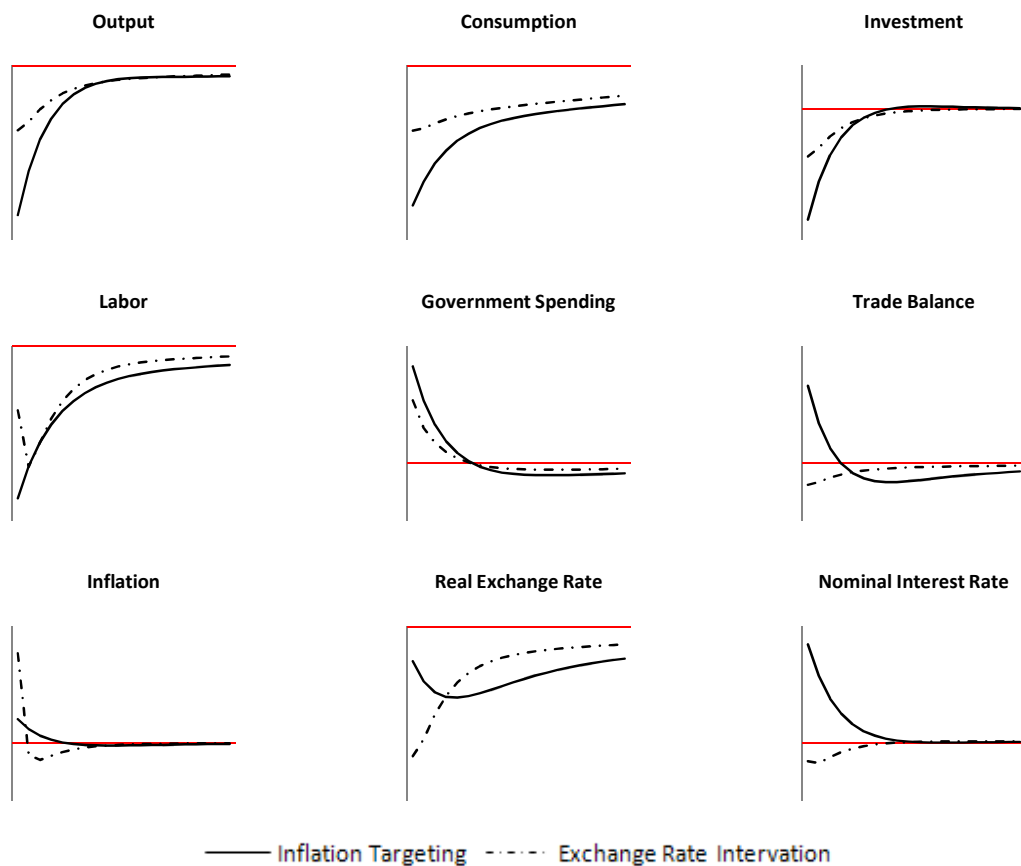 Output
Consumption
Investment
Labor
Government Spending
Trade Balance
Inflation
Real Exchange Rate
Nominal Interest Rate
Inflation Targeting
Exchange Rate Intervation